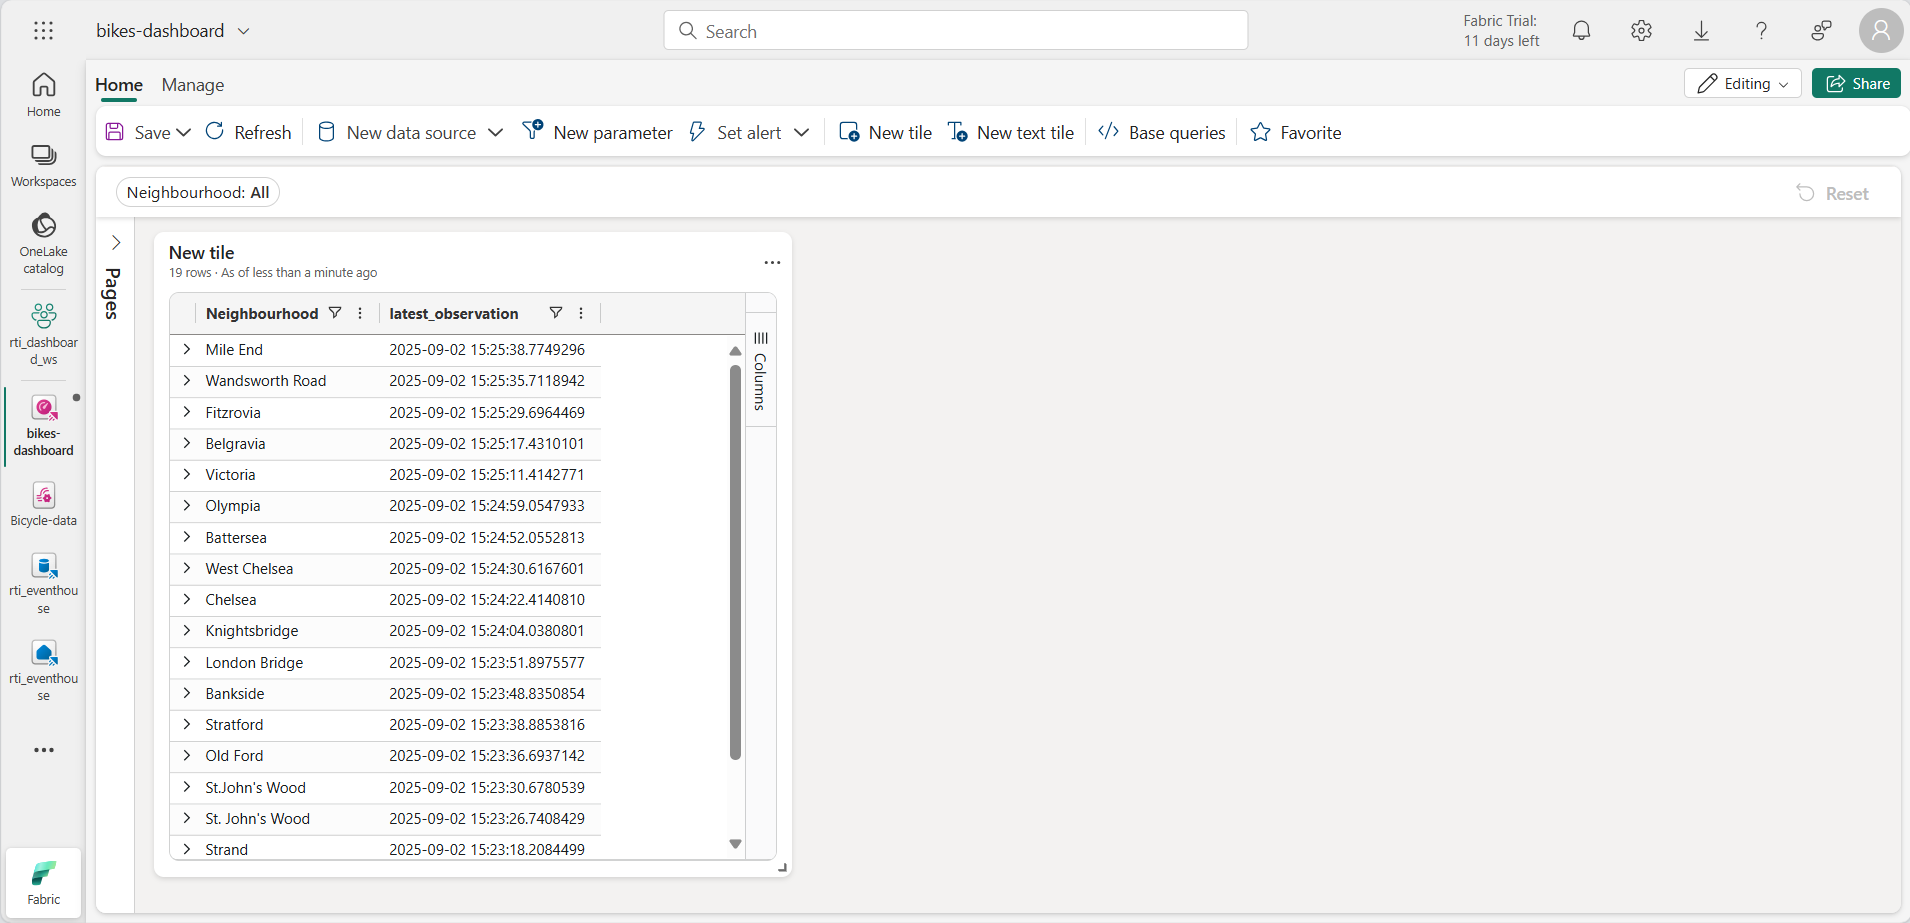 bikes-dashboard
Search
Fabric Trial:
11 days left
Home
Workspaces
OneLake
catalog
rti_dashboar
d_ws
bikes-
dashboard
Bicycle-data
rti_eventhou
se
rti_eventhou
se
Fabric
Home Manage
Editing Share
Save Refresh New data source New parameter Set alert New tile New text tile Base queries Favorite
Neighbourhood: All
Reset
Pages
New tile
19 rows · As of less than a minute ago
Neighbourhood latest_observation
Mile End 2025-09-02 15:25:38.7749296
Wandsworth Road 2025-09-02 15:25:35.7118942
Fitzrovia 2025-09-02 15:25:29.6964469
Belgravia 2025-09-02 15:25:17.4310101
Victoria 2025-09-02 15:25:11.4142771
Olympia 2025-09-02 15:24:59.0547933
Battersea 2025-09-02 15:24:52.0552813
West Chelsea 2025-09-02 15:24:30.6167601
Chelsea 2025-09-02 15:24:22.4140810
Knightsbridge 2025-09-02 15:24:04.0380801
London Bridge 2025-09-02 15:23:51.8975577
Bankside 2025-09-02 15:23:48.8350854
Stratford 2025-09-02 15:23:38.8853816
Old Ford 2025-09-02 15:23:36.6937142
St.John's Wood 2025-09-02 15:23:30.6780539
St. John's Wood 2025-09-02 15:23:26.7408429
Strand 2025-09-02 15:23:18.2084499
Columns